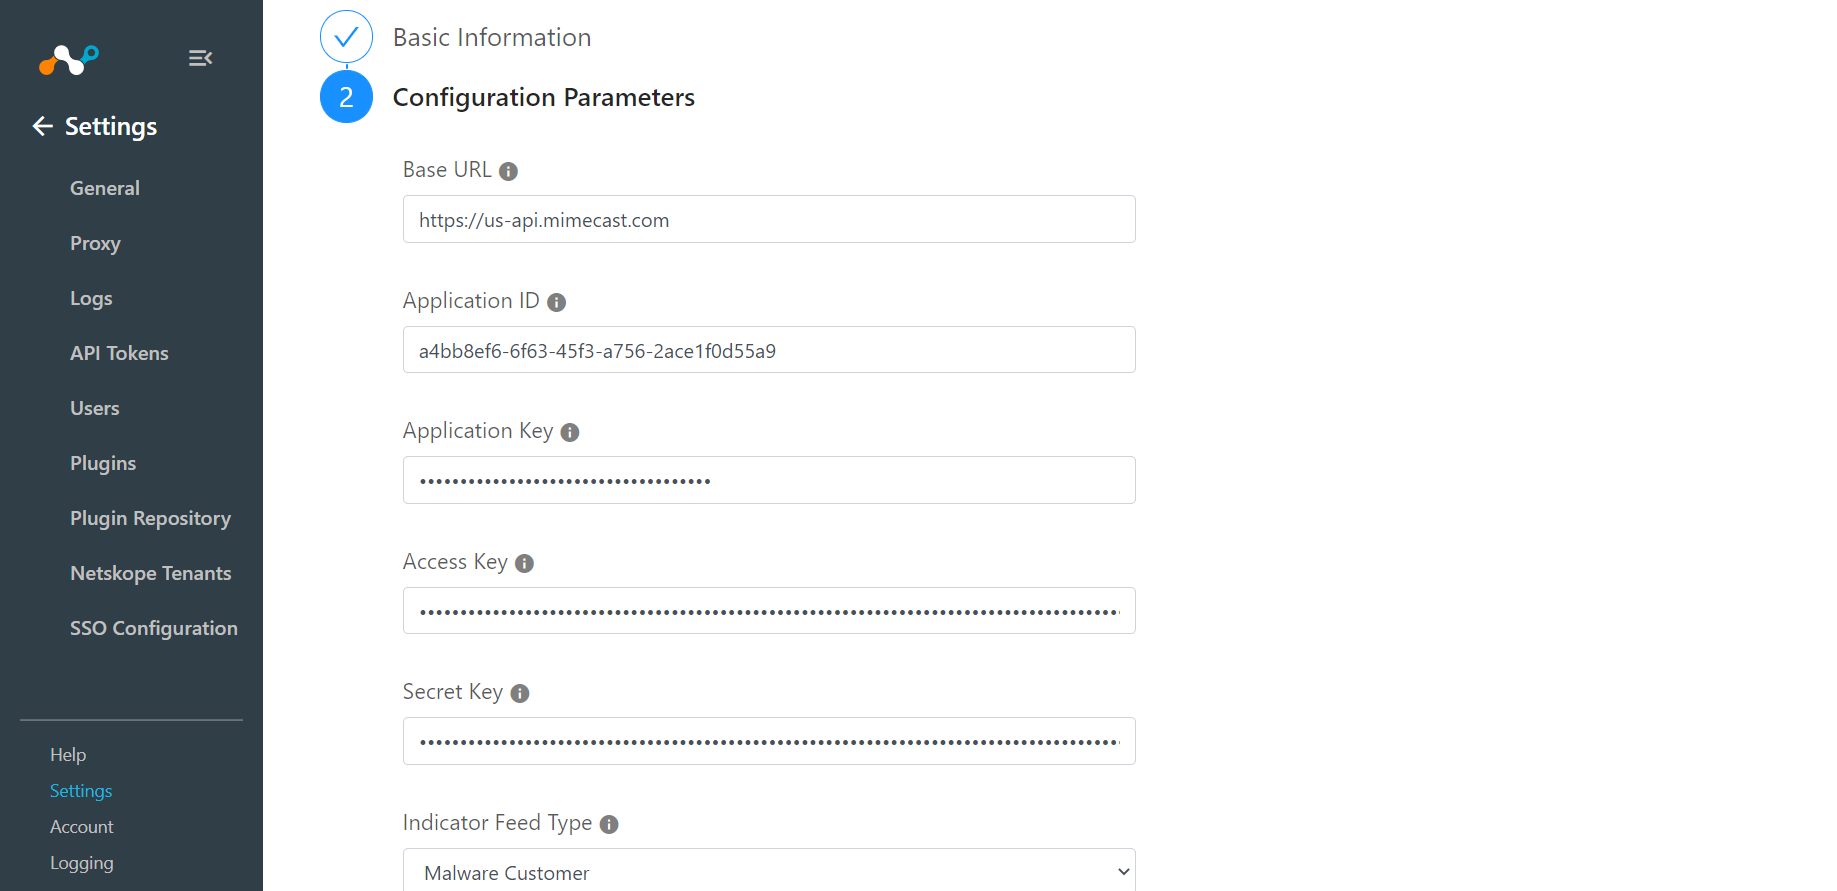 Settings
General
Proxy
Logs
API Tokens
Users
Plugins
Plugin Repository
Netskope Tenants
SSO Configuration
Help
Settings
Account
Logging
Basic Information
2 Configuration Parameters
Base URL
https://us-api.mimecast.com
Application ID
a4bb8ef6-6f63-45f3-a756-2ace1f0d55a9
Application Key
Access Key
Secret Key
Indicator Feed Type
Malware Customer